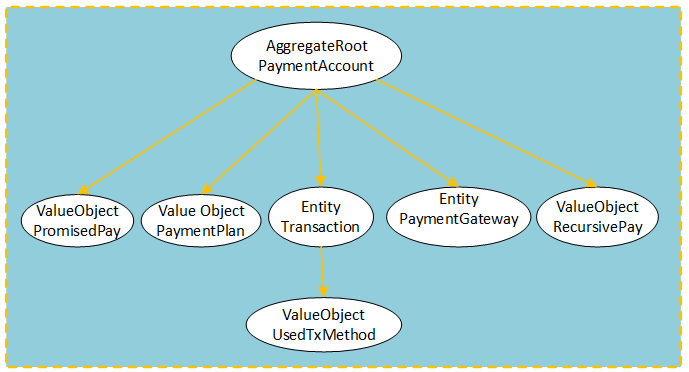 AggregateRoot
PaymentAccount
ValueObject
PromisedPay
Value Object
PaymentPlan
Entity
Transaction
Entity
PaymentGateway
ValueObject
RecursivePay
ValueObject
UsedTxMethod